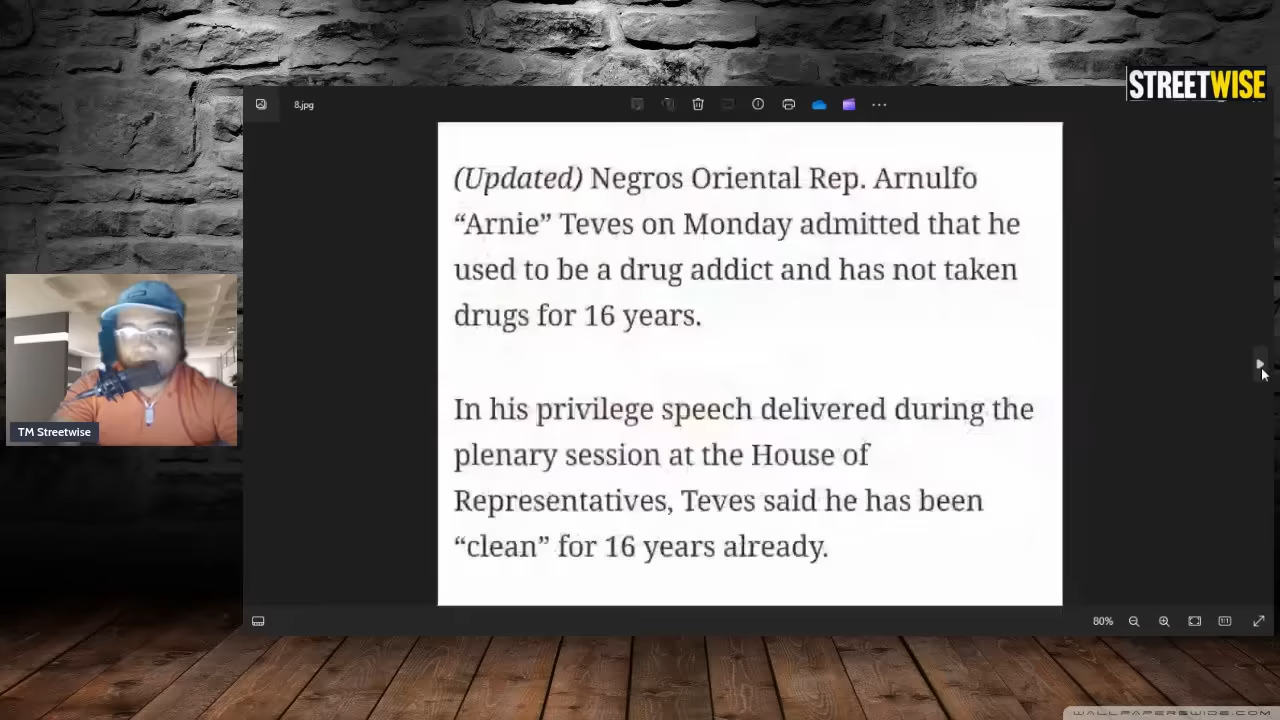 STREETWISE
8.jpg
(Updated) Negros Oriental Rep. Arnulfo
“Arnie” Teves on Monday admitted that he
used to be a drug addict and has not taken
drugs for 16 years.
In his privilege speech delivered during the
plenary session at the House of
Representatives, Teves said he has been
“clean” for 16 years already.
TM Streetwise
80%
WALLPAPERSWIDE.COM